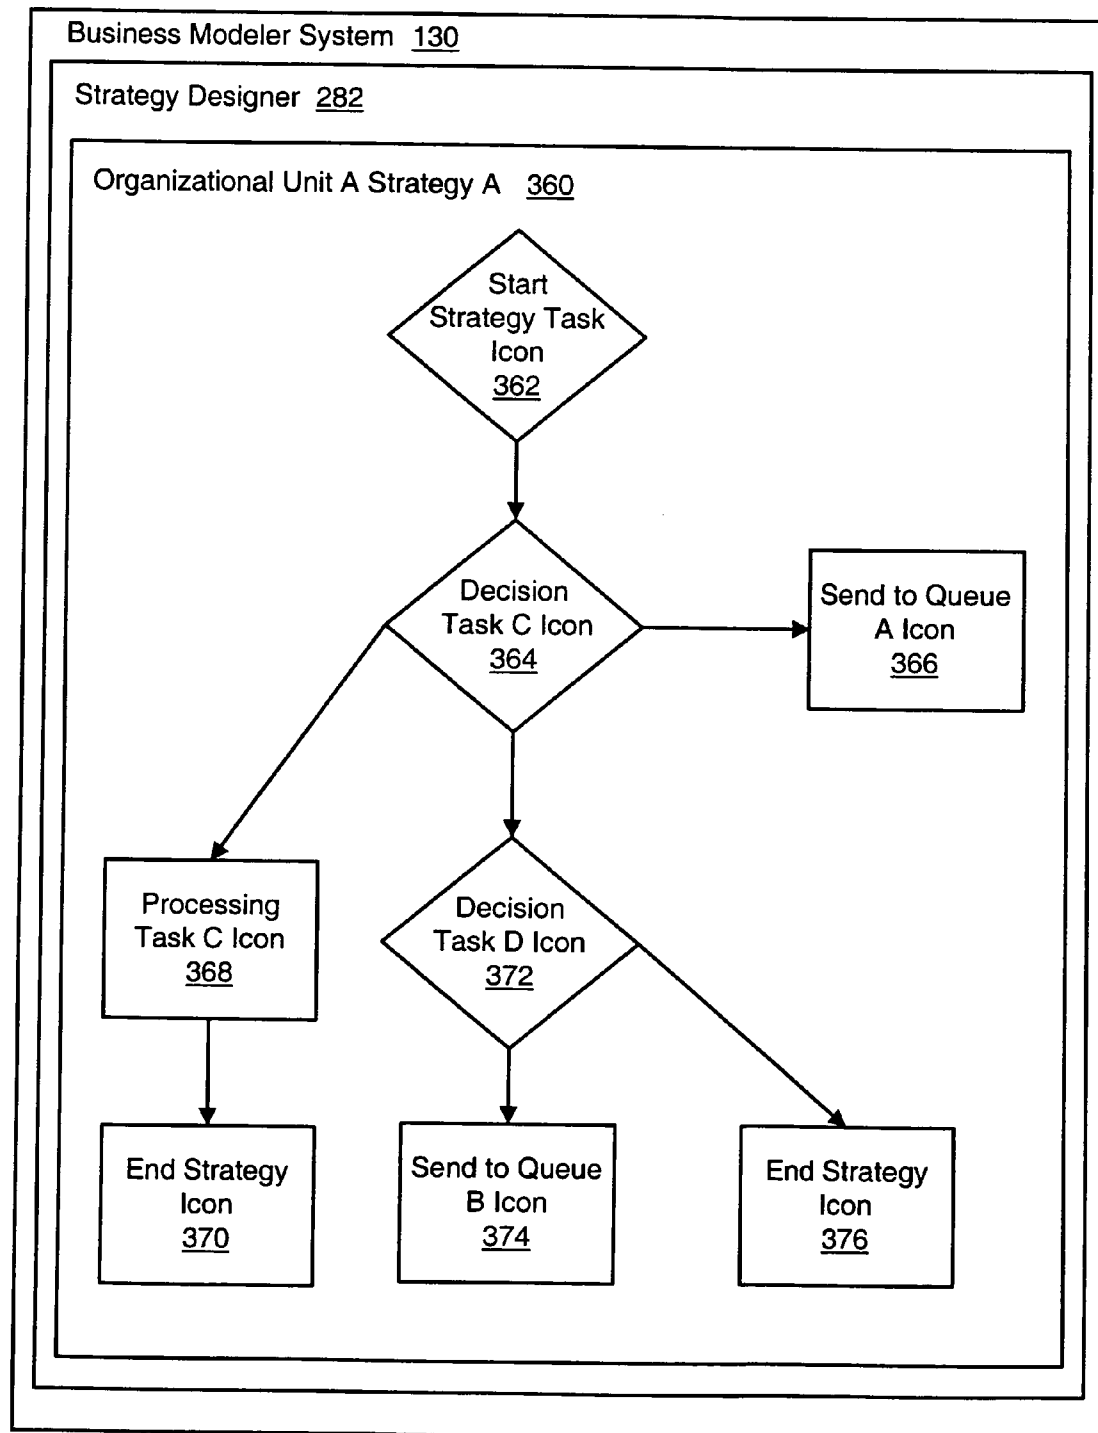 Business Modeler System 130
Strategy Designer 282
Organizational Unit A Strategy A 360
Start
Strategy Task
Icon
362
Decision
Task C Icon
364
Send to Queue
A Icon
366
Processing
Task C Icon
368
Decision
Task D Icon
372
End Strategy
Icon
370
Send to Queue
B Icon
374
End Strategy
Icon
376